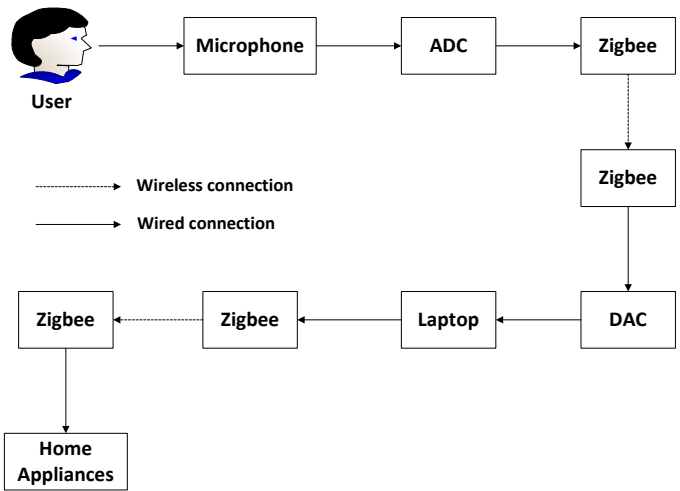 User
Microphone
ADC
Zigbee
Zigbee
Wireless connection
Wired connection
Zigbee
Zigbee
Laptop
DAC
Home
Appliances